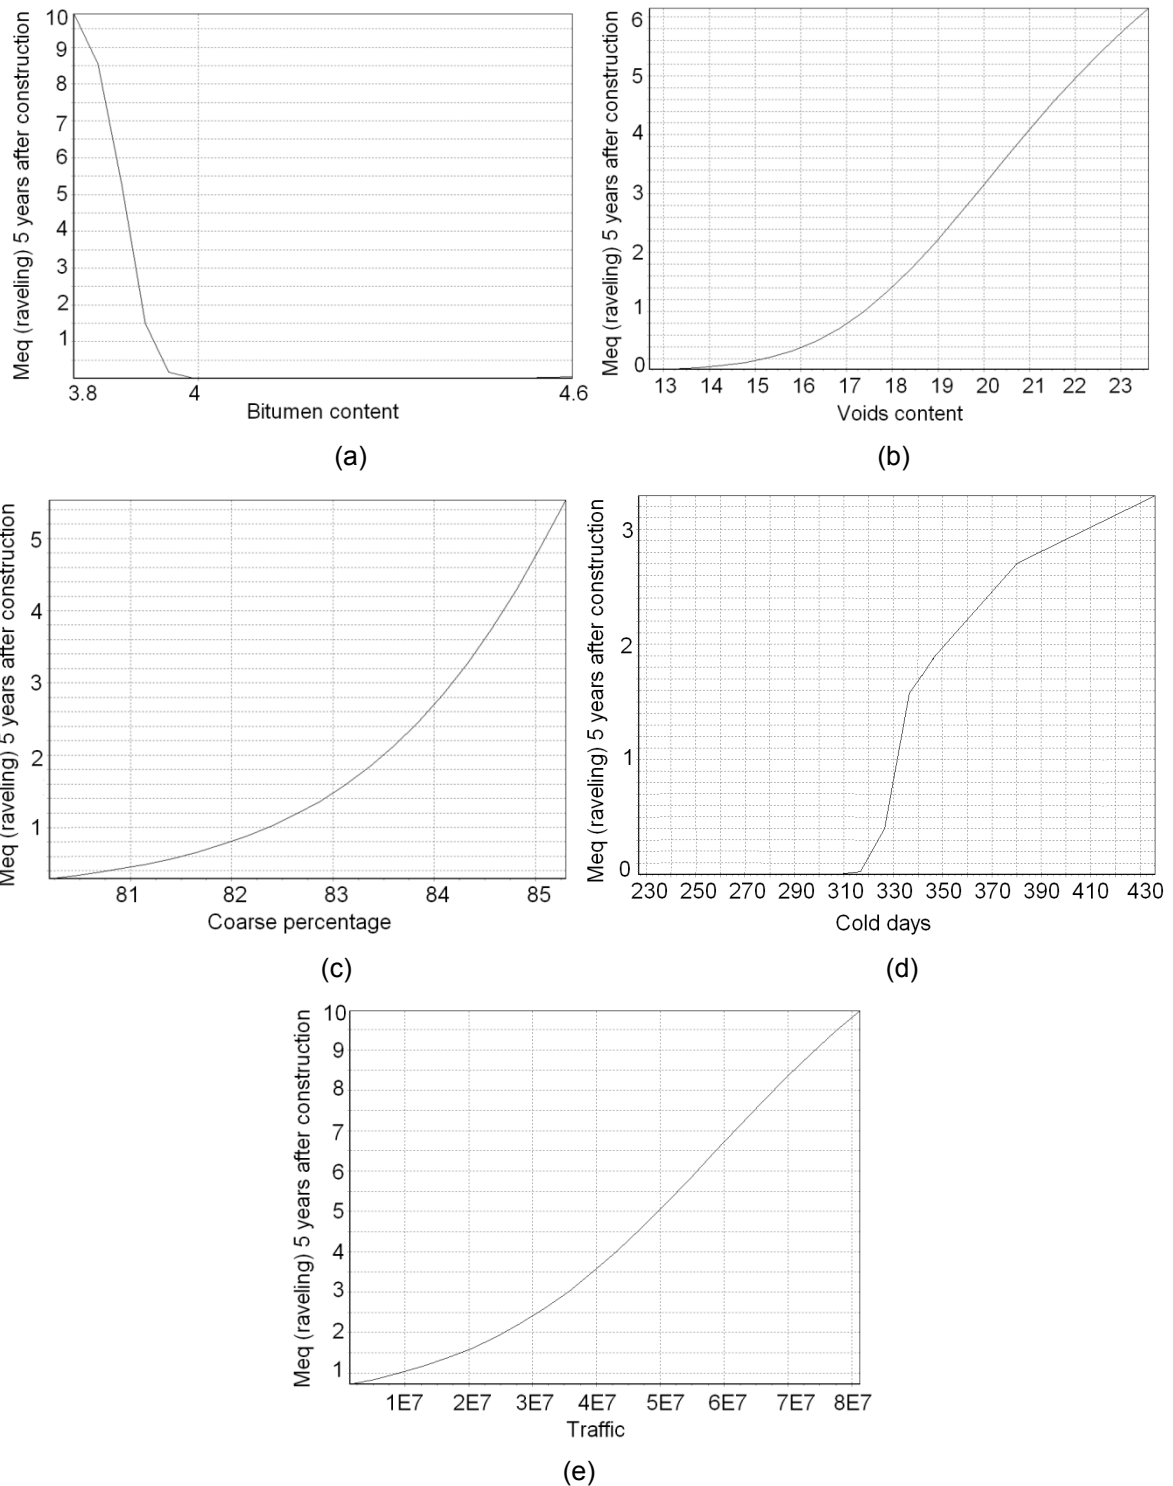 Meq (raveling) 5 years after construction
10
9
8
7
6
5
4
3
2
1
3.8 4 4.6
Bitumen content
(a)
Meq (raveling) 5 years after construction
6
5
4
3
2
1
0
13 14 15 16 17 18 19 20 21 22 23
Voids content
(b)
Meq (raveling) 5 years after construction
5
4
3
2
1
81 82 83 84 85
Coarse percentage
(c)
Meq (raveling) 5 years after construction
3
2
1
0
230 250 270 290 310 330 350 370 390 410 430
Cold days
(d)
Meq (raveling) 5 years after construction
10
9
8
7
6
5
4
3
2
1
1E7 2E7 3E7 4E7 5E7 6E7 7E7 8E7
Traffic
(e)